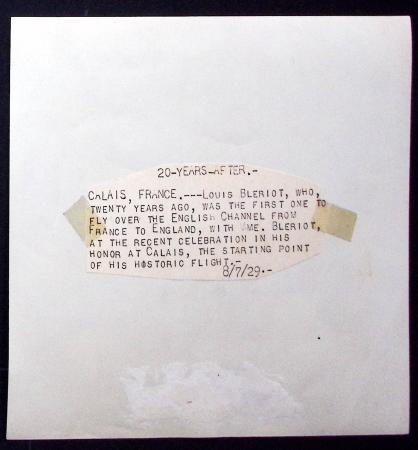 20-YEARS-AFTER.-
CALAIS, FRANCE.---LOUIS BLERIOT, WHO,
TWENTY YEARS AGO, WAS THE FIRST ONE TO
FLY OVER THE ENGLISH CHANNEL FROM
FRANCE TO ENGLAND, WITH MME. BLERIOT,
AT THE RECENT CELEBRATION IN HIS
HONOR AT CALAIS, THE STARTING POINT
OF HIS HOSTORIC FLIGHT.-
8/7/29.-